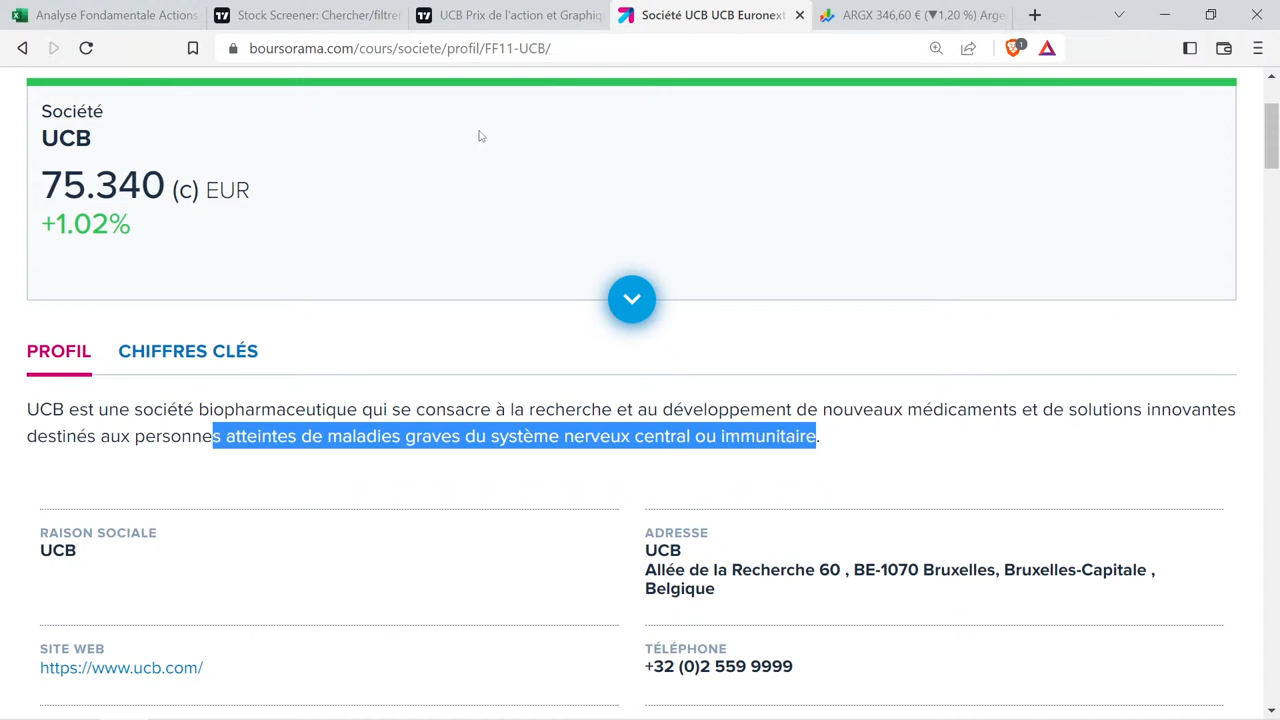 Analyse Fondamentale Actions
Stock Screener: Chercher filtrer
UCB Prix de l'action et Graphiqu
Société UCB UCB Euronext
ARGX 346,60 € (▼1,20 %) Arge
boursorama.com/cours/societe/profil/FF11-UCB/
1
Société
UCB
75.340 (c) EUR
+1.02%
PROFIL CHIFFRES CLÉS
UCB est une société biopharmaceutique qui se consacre à la recherche et au développement de nouveaux médicaments et de solutions innovantes
destinés aux personnes atteintes de maladies graves du système nerveux central ou immunitaire.
RAISON SOCIALE
UCB
ADRESSE
UCB
Allée de la Recherche 60 , BE-1070 Bruxelles, Bruxelles-Capitale ,
Belgique
SITE WEB
https://www.ucb.com/
TÉLÉPHONE
+32 (0)2 559 9999